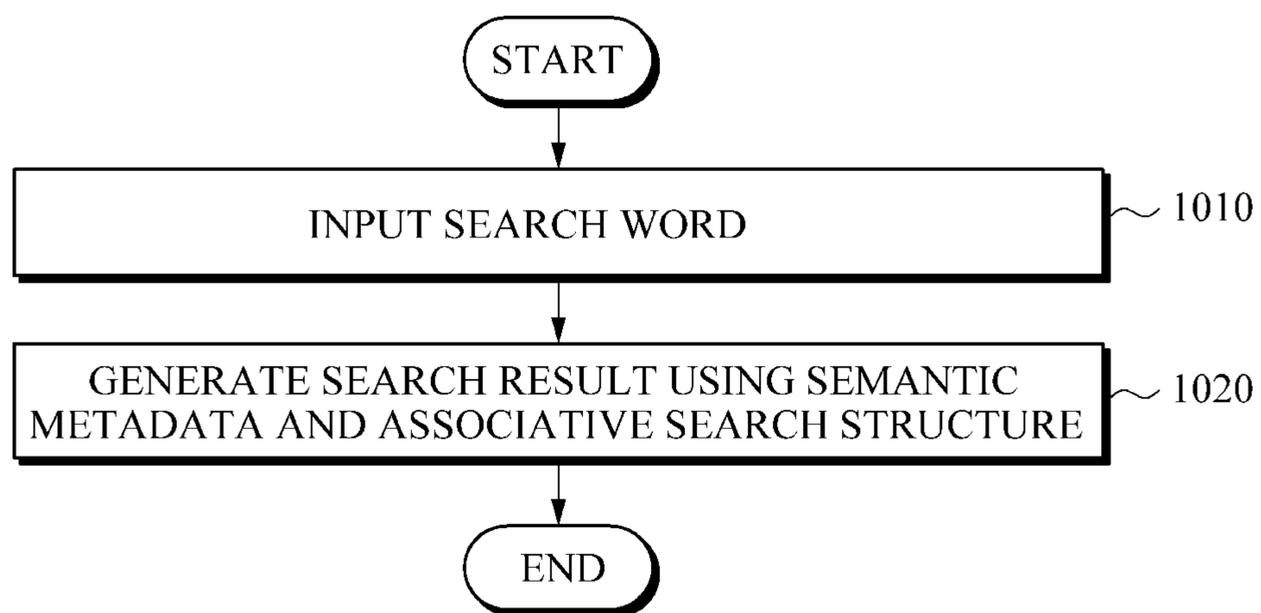 START
INPUT SEARCH WORD
1010
GENERATE SEARCH RESULT USING SEMANTIC
METADATA AND ASSOCIATIVE SEARCH STRUCTURE
1020
END